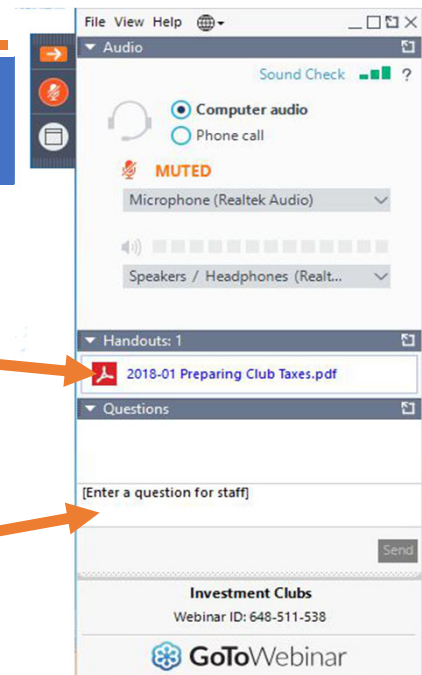 File View Help
Audio
Sound Check ?
Computer audio
Phone call
MUTED
Microphone (Realtek Audio)
Speakers / Headphones (Realt...
Handouts: 1
2018-01 Preparing Club Taxes.pdf
Questions
[Enter a question for staff]
Send
Investment Clubs
Webinar ID: 648-511-538
GoToWebinar